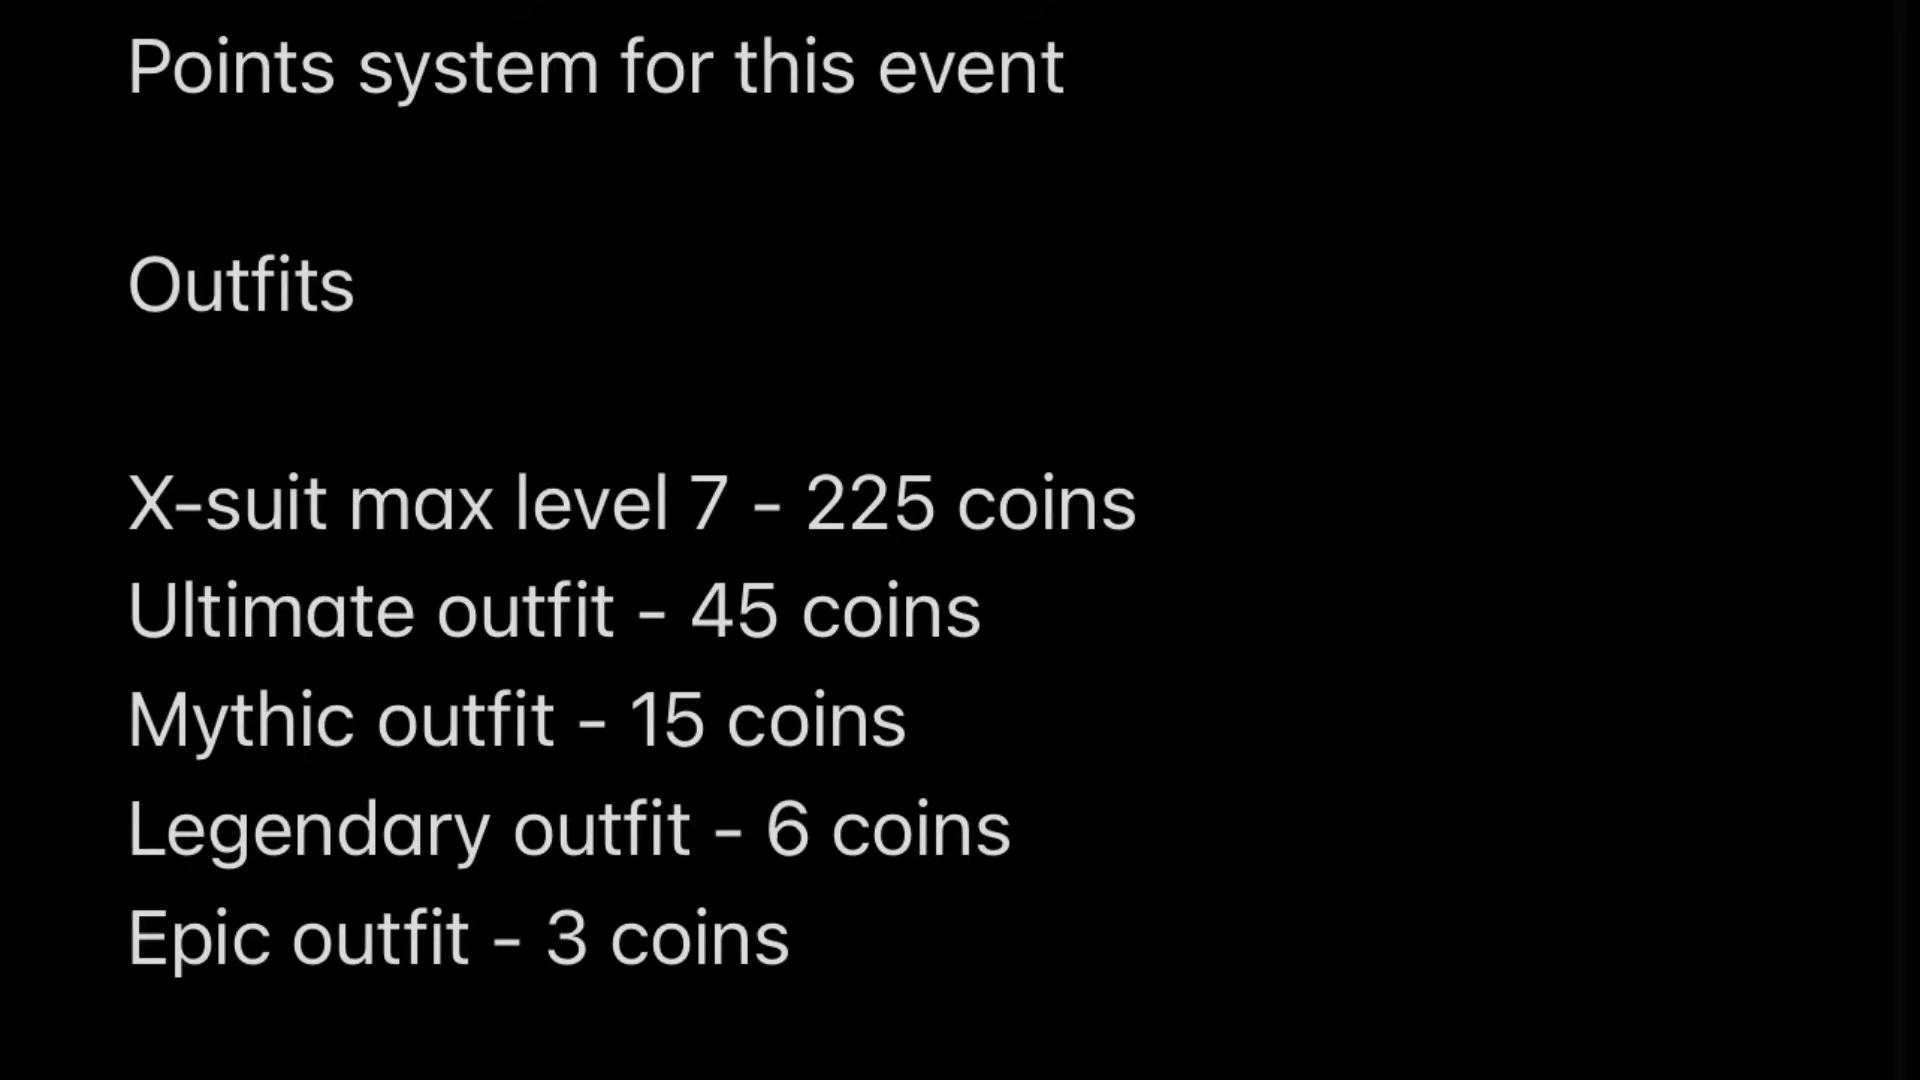 Points system for this event
Outfits
X-suit max level 7 - 225 coins
Ultimate outfit - 45 coins
Mythic outfit - 15 coins
Legendary outfit - 6 coins
Epic outfit - 3 coins